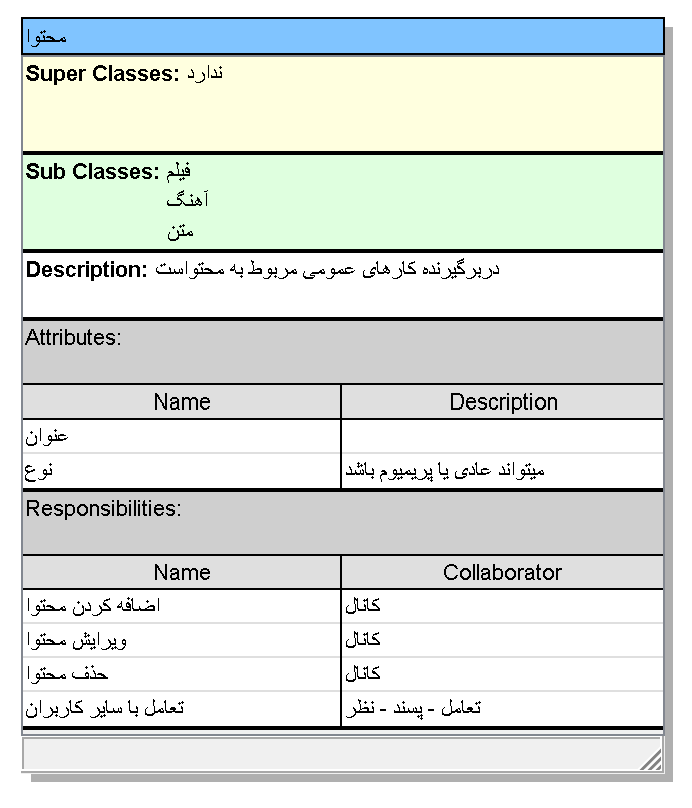 محتوا
Super Classes: ندارد
Sub Classes: فیلم
آهنگ
متن
Description: دربرگیرنده کارهای عمومی مربوط به محتواست
Attributes:
Name Description
عنوان
نوع میتواند عادی یا پریمیوم باشد
Responsibilities:
Name Collaborator
اضافه کردن محتوا کانال
ویرایش محتوا کانال
حذف محتوا کانال
تعامل با سایر کاربران تعامل - پسند - نظر